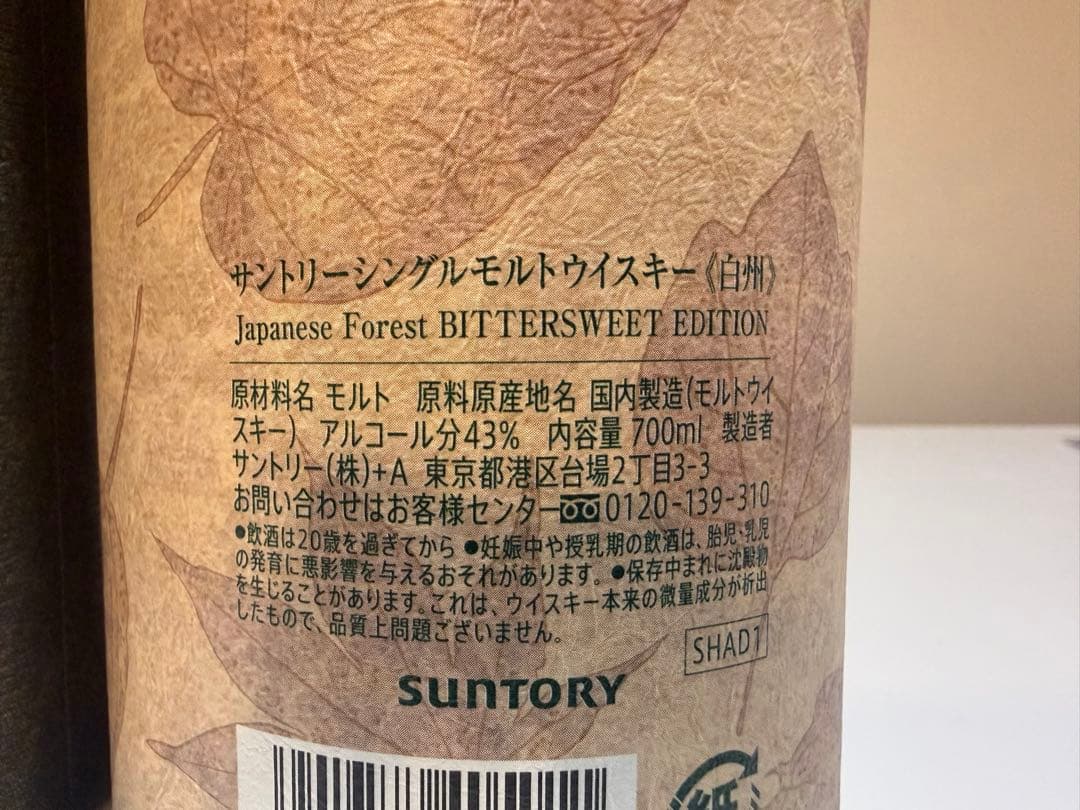 サントリーシングルモルトウイスキー《白州》
Japanese Forest BITTERSWEET EDITION
原材料名 モルト　原料原産地名 国内製造(モルトウイ
スキー)　アルコール分43%　内容量 700ml　製造者
サントリー(株)+A　東京都港区台場2丁目3-3
お問い合わせはお客様センター0120-139-310
●飲酒は20歳を過ぎてから ●妊娠中や授乳期の飲酒は、胎児・乳児
の発育に悪影響を与えるおそれがあります。●保存中まれに沈殿物
を生じることがあります。これは、ウイスキー本来の微量成分が析出
したもので、品質上問題ございません。
SHAD1
SUNTORY
紙